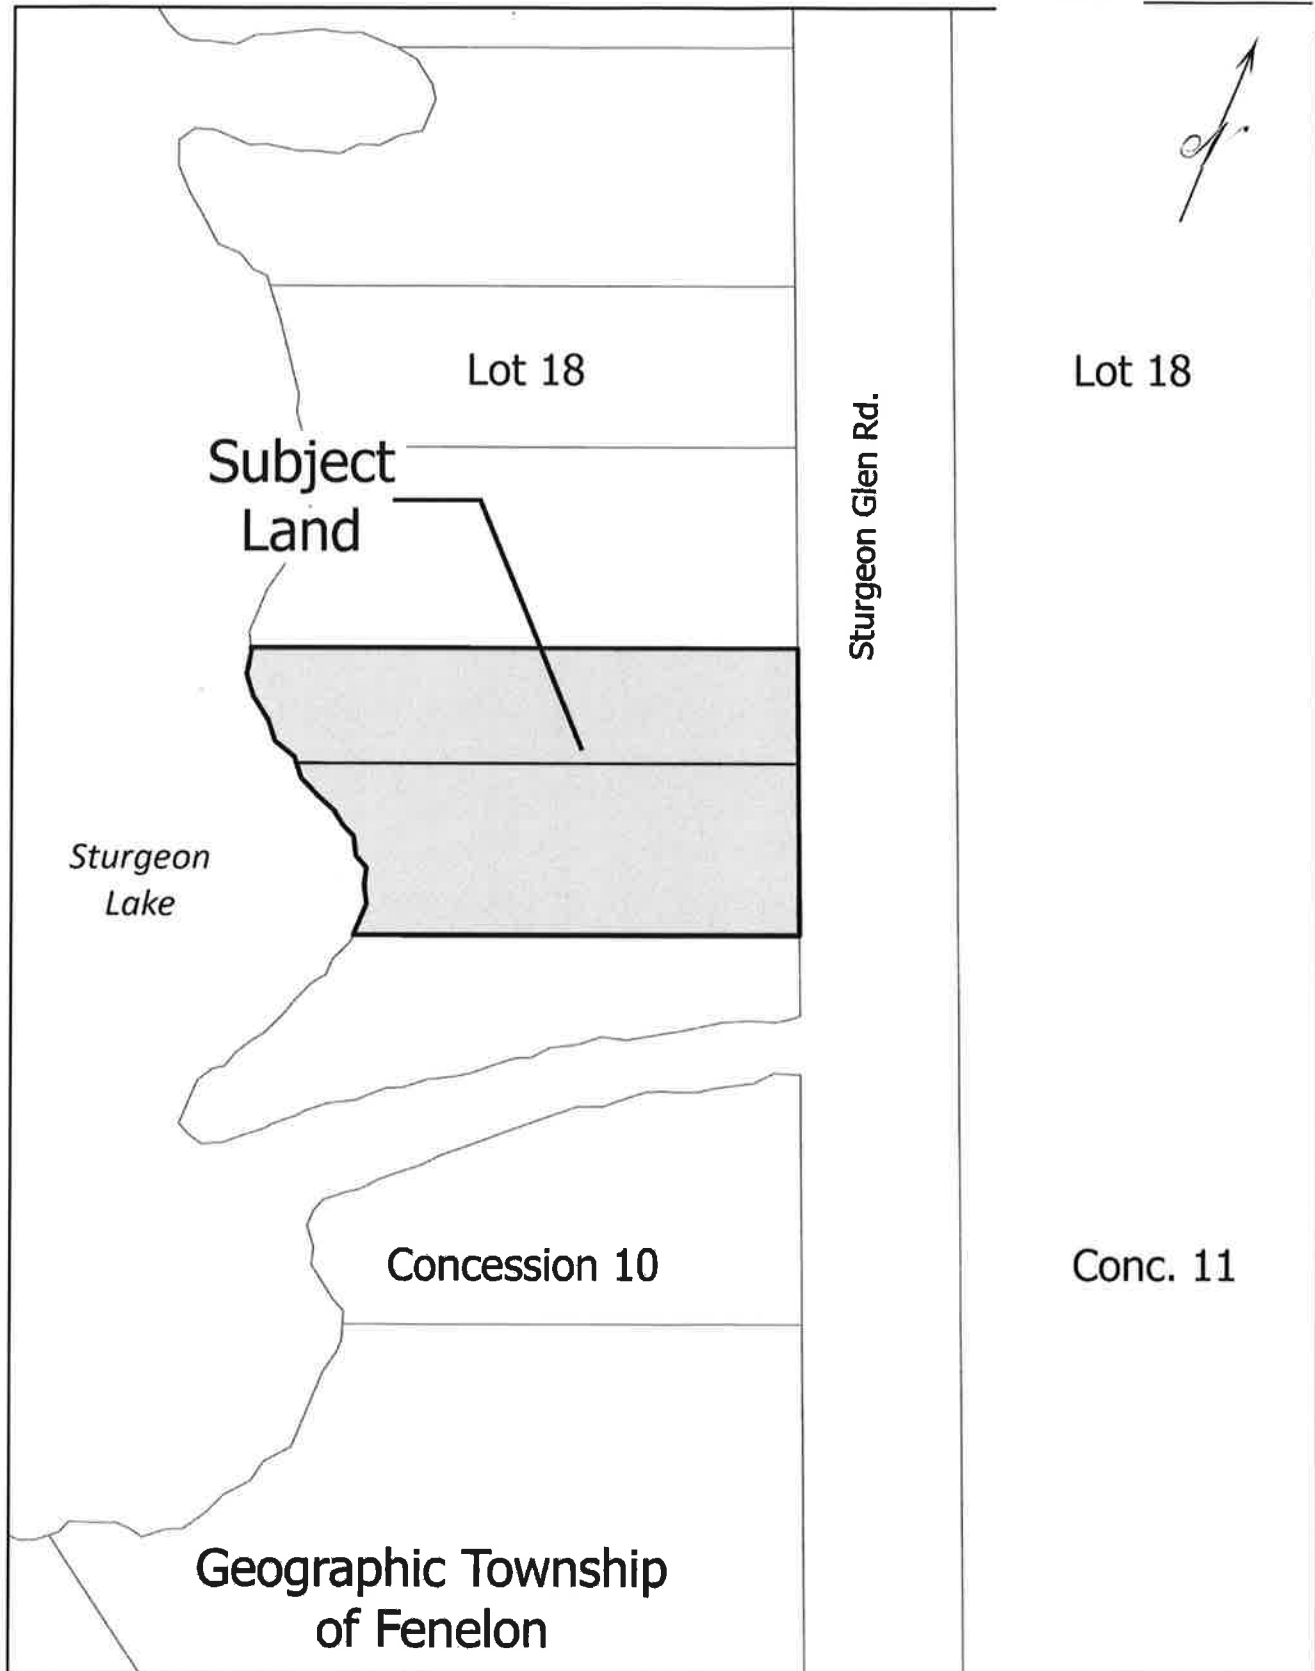 Lot 18
Lot 18
Subject
Land
Sturgeon Glen Rd.
Sturgeon
Lake
Concession 10
Conc. 11
Geographic Township
of Fenelon